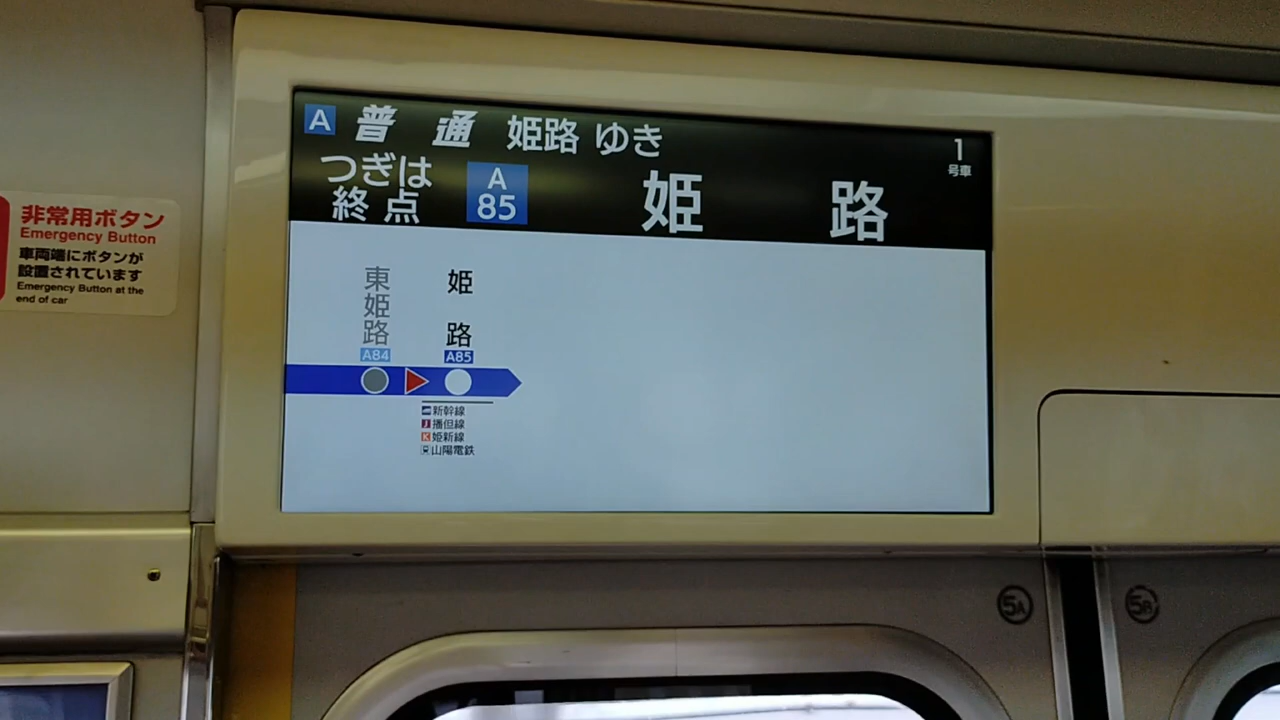 A 普通 姫路 ゆき
1
号車
つぎは
終点
A
85
姫路
東姫路
A84
姫路
A85
新幹線
J 播但線
K 姫新線
山陽電鉄
非常用ボタン
Emergency Button
車両端にボタンが
設置されています
Emergency Button at the
end of car
5A
5B